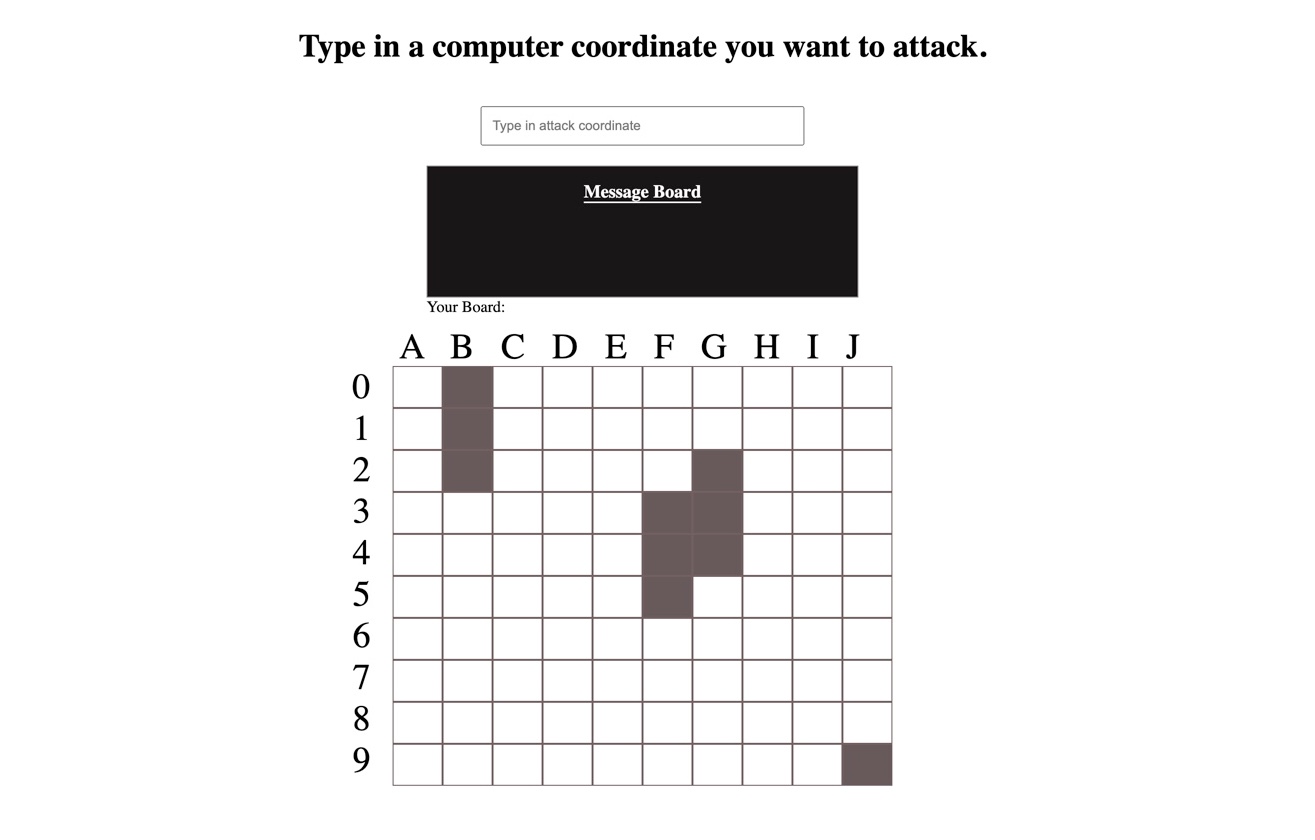 Type in a computer coordinate you want to attack.
Type in attack coordinate
Message Board
Your Board:
A B C D E F G H I J
0
1
2
3
4
5
6
7
8
9